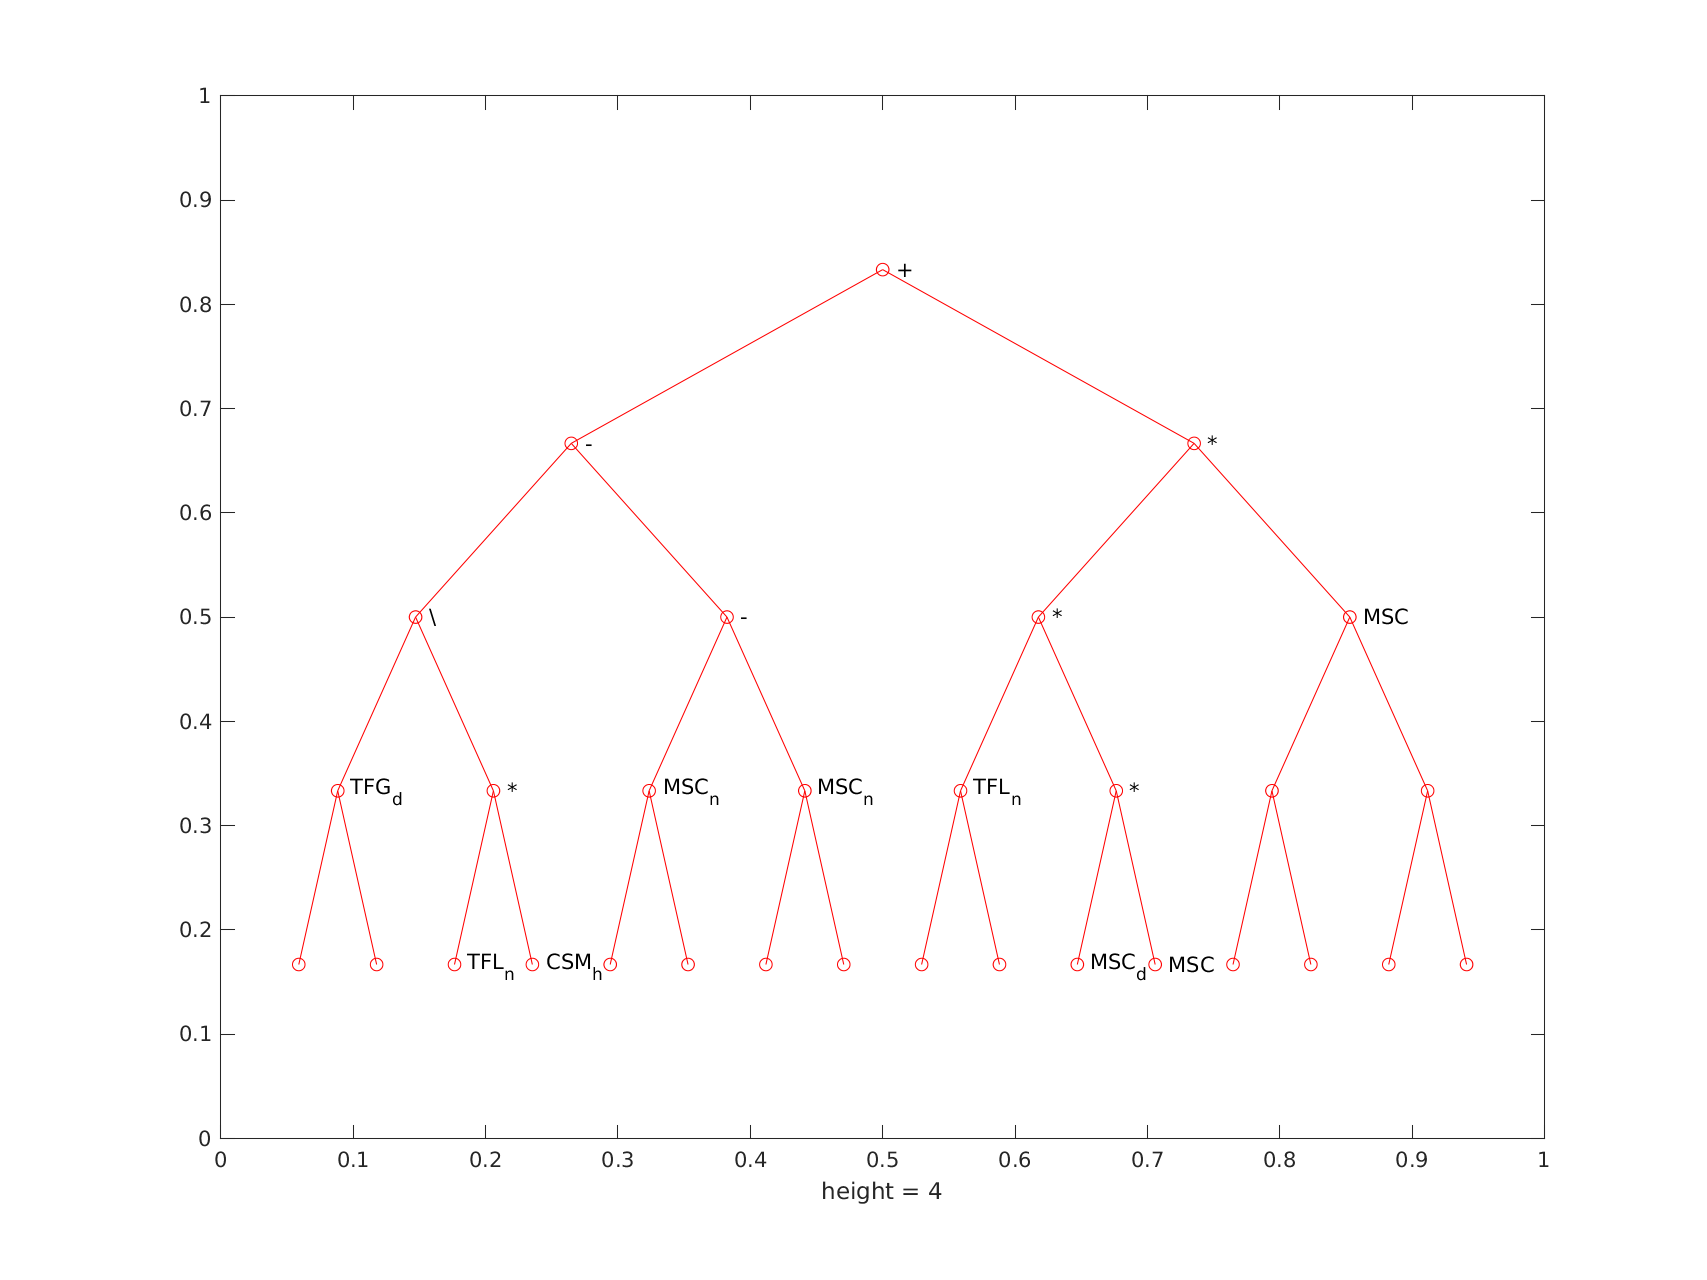 1
0.9
+
0.8
0.7
- *
0.6
0.5 \ - * MSC
0.4
TFG_d * MSC_n MSC_n TFL_n *
0.3
0.2
TFL_n CSM_h MSC_d MSC
0.1
0
0 0.1 0.2 0.3 0.4 0.5 0.6 0.7 0.8 0.9 1
height = 4